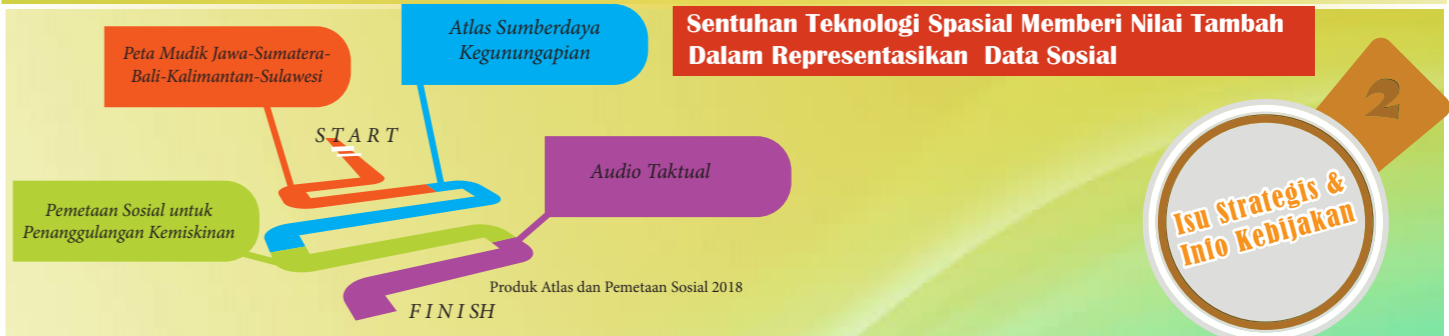 Sentuhan Teknologi Spasial Memberi Nilai Tambah
Dalam Representasikan Data Sosial
2
Isu Strategis &
Info Kebijakan
Peta Mudik Jawa-Sumatera-
Bali-Kalimantan-Sulawesi
Atlas Sumberdaya
Kegunungapian
START
Audio Taktual
Pemetaan Sosial untuk
Penanggulangan Kemiskinan
Produk Atlas dan Pemetaan Sosial 2018
FINISH